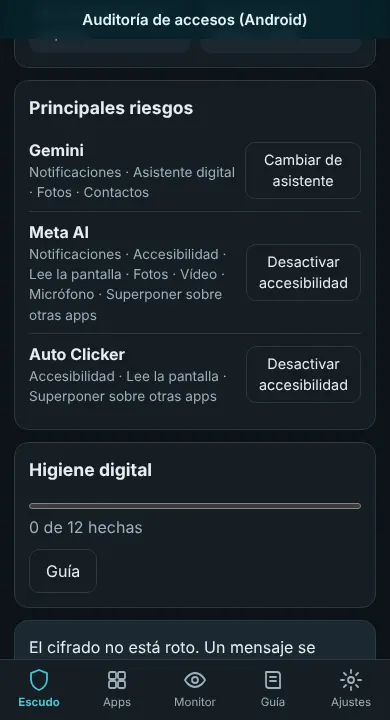 Auditoría de accesos (Android)
Principales riesgos
Gemini
Notificaciones · Asistente digital
· Fotos · Contactos
Cambiar de
asistente
Meta AI
Notificaciones · Accesibilidad ·
Lee la pantalla · Fotos · Vídeo ·
Micrófono · Superponer sobre
otras apps
Desactivar
accesibilidad
Auto Clicker
Accesibilidad · Lee la pantalla ·
Superponer sobre otras apps
Desactivar
accesibilidad
Higiene digital
0 de 12 hechas
Guía
El cifrado no está roto. Un mensaje se
Escudo
Apps
Monitor
Guía
Ajustes